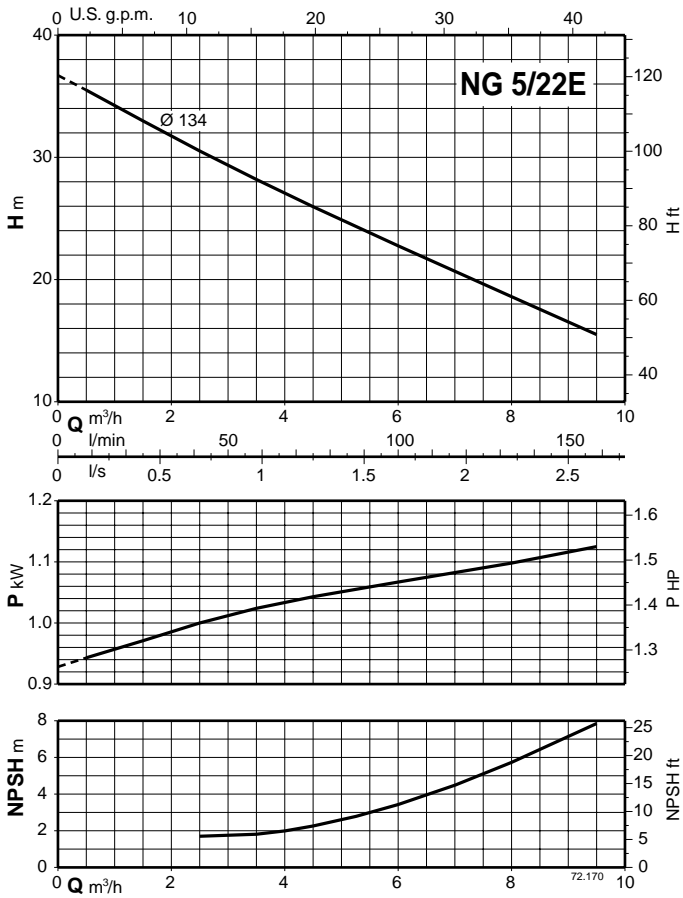 0 U.S. g.p.m. 10 20 30 40
40
30
20
10
H m
NG 5/22E
Ø 134
120
100
80
60
40
H ft
0 Q m³/h 2 4 6 8 10
0 l/min 50 100 150
0 l/s 0.5 1 1.5 2 2.5
1.2
1.1
1.0
0.9
P kW
1.6
1.5
1.4
1.3
P HP
8
6
4
2
0
NPSH m
25
20
15
10
5
0
NPSH ft
72.170
0 Q m³/h 2 4 6 8 10